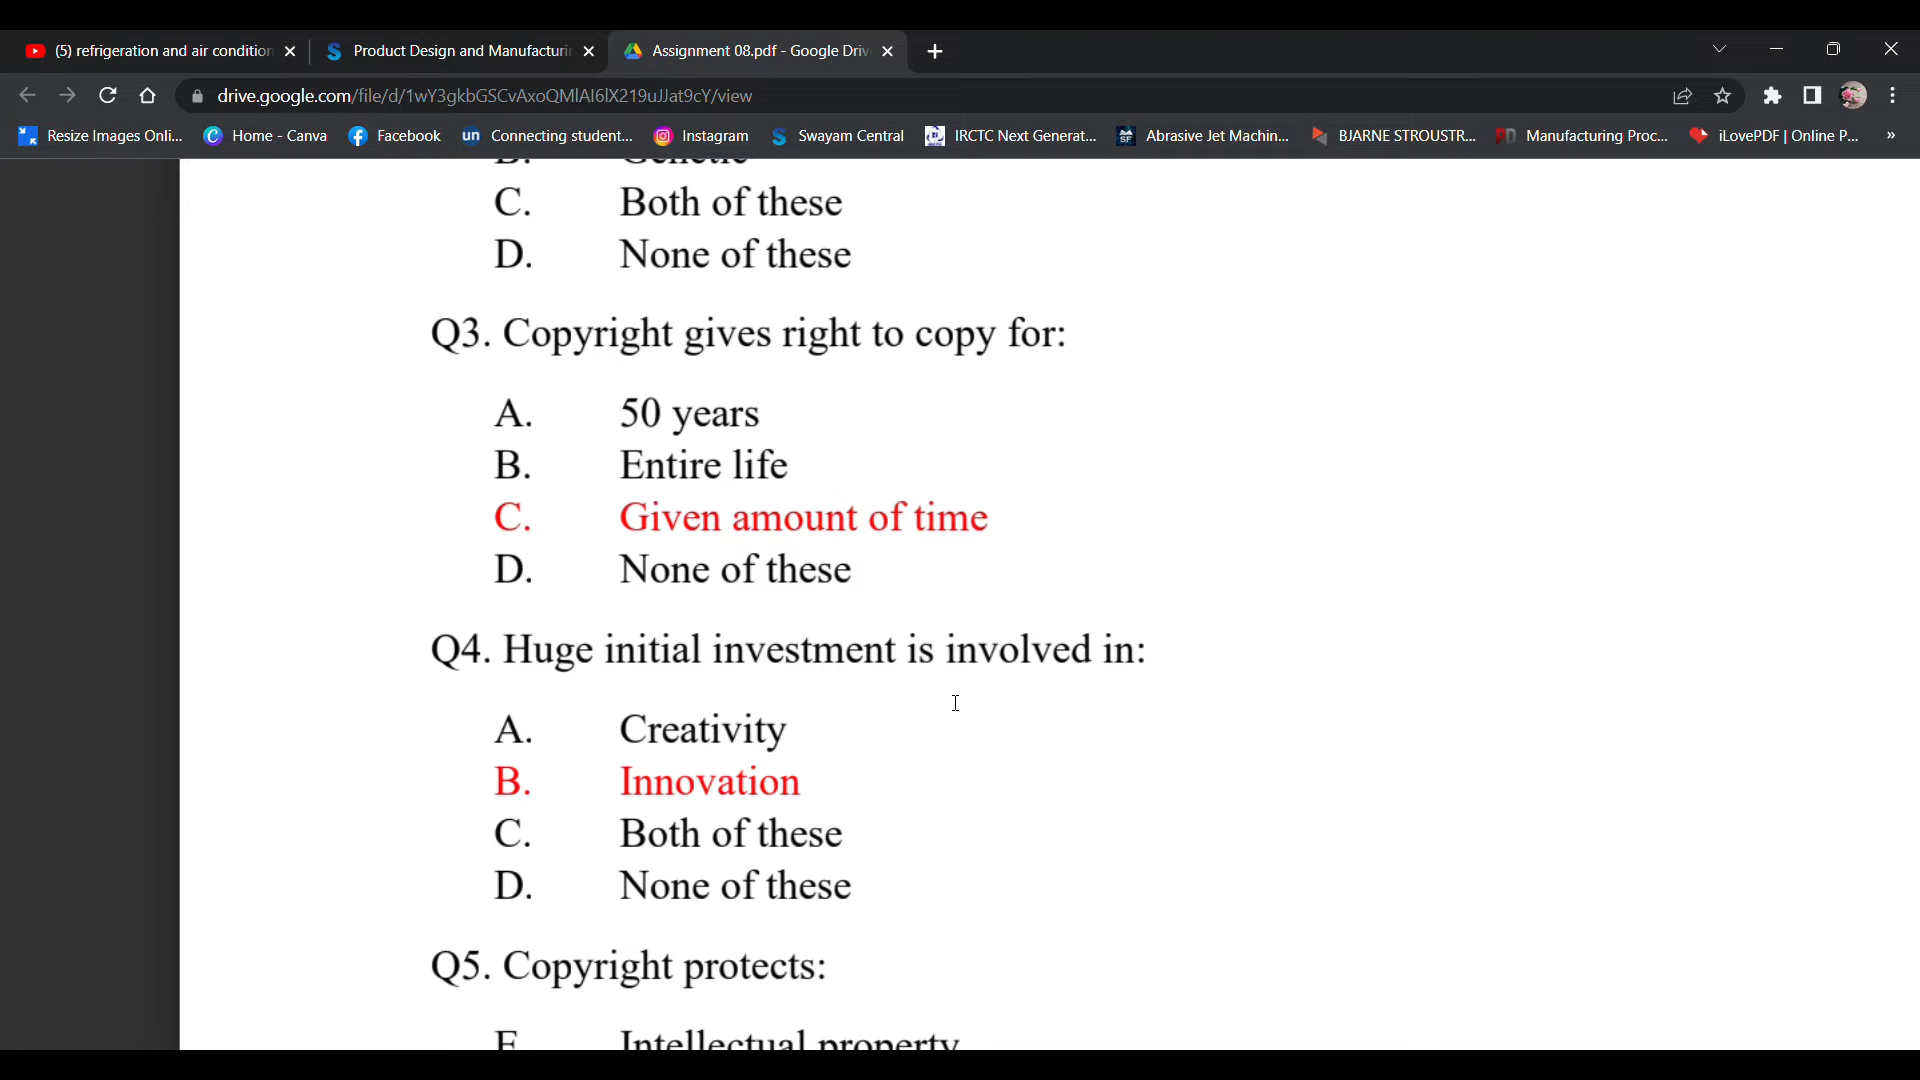 (5) refrigeration and air condition
Product Design and Manufacturi
Assignment 08.pdf - Google Driv
drive.google.com/file/d/1wY3gkbGSCvAxoQMlAI6lX219uJJat9cY/view
Resize Images Onli...
Home - Canva
Facebook
un Connecting student...
Instagram
Swayam Central
IRCTC Next Generat...
Abrasive Jet Machin...
BJARNE STROUSTR...
Manufacturing Proc...
iLovePDF | Online P...
»
B. Genetic
C. Both of these
D. None of these
Q3. Copyright gives right to copy for:
A. 50 years
B. Entire life
C. Given amount of time
D. None of these
Q4. Huge initial investment is involved in:
A. Creativity
B. Innovation
C. Both of these
D. None of these
Q5. Copyright protects:
E. Intellectual property